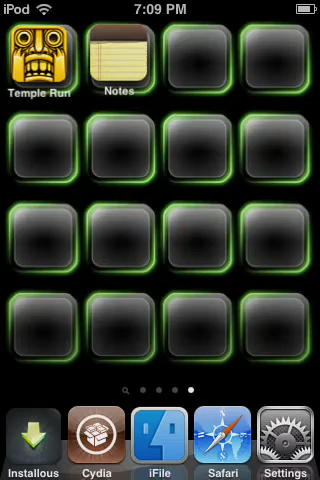 iPod 7:09 PM
Temple Run Notes
Installous Cydia iFile Safari Settings